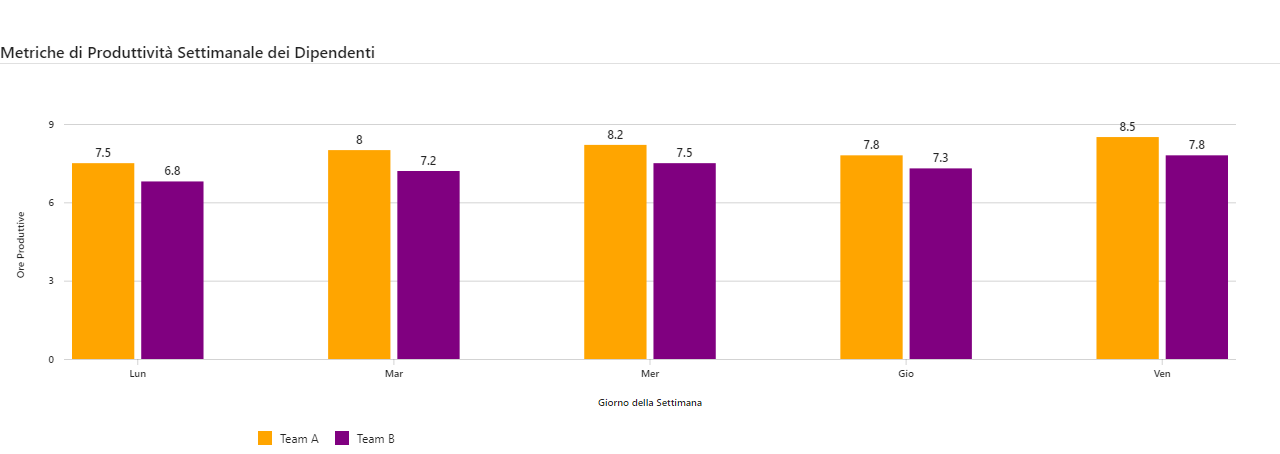 Metriche di Produttività Settimanale dei Dipendenti
Ore Produttive
9
6
3
0
7.5
6.8
8
7.2
8.2
7.5
7.8
7.3
8.5
7.8
Lun
Mar
Mer
Gio
Ven
Giorno della Settimana
Team A
Team B